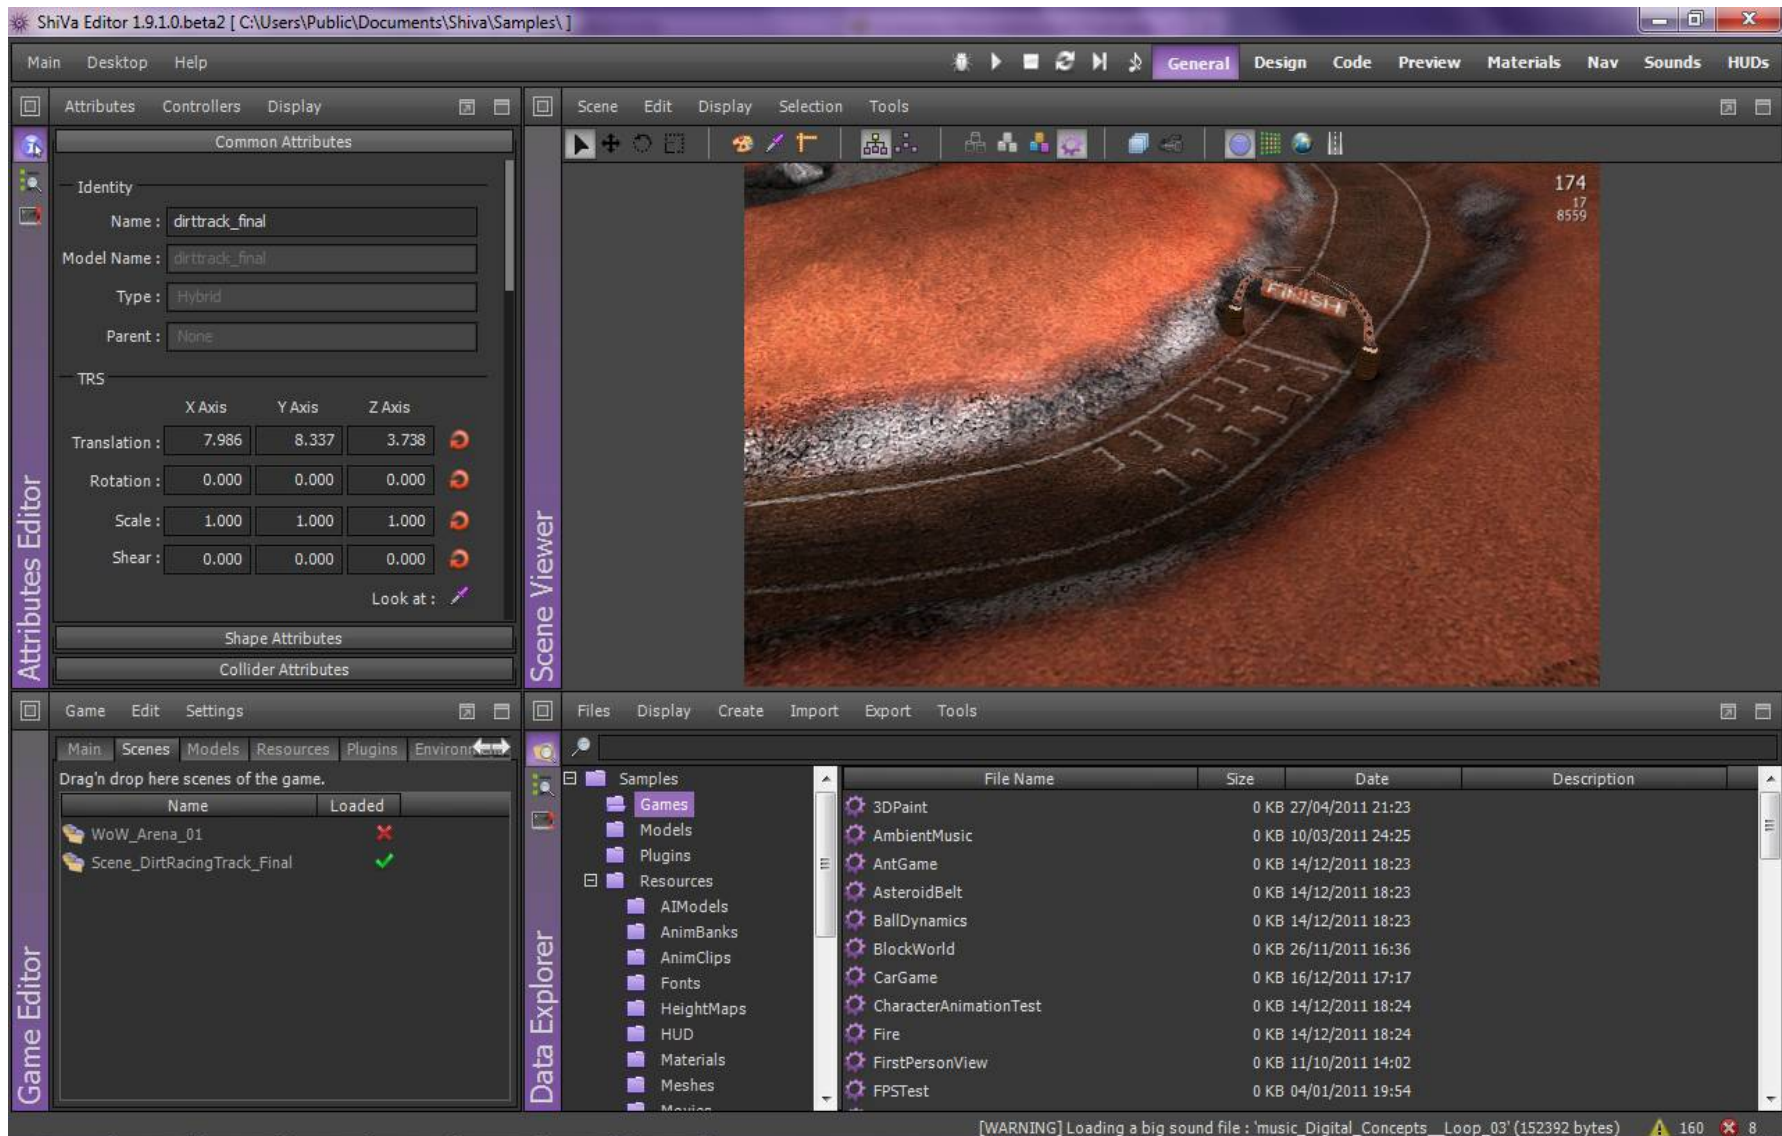 ShiVa Editor 1.9.1.0.beta2 [ C:\Users\Public\Documents\Shiva\Samples\ ]
Main Desktop Help General Design Code Preview Materials Nav Sounds HUDs
Attributes Controllers Display
Common Attributes
Identity
Name : dirttrack_final
Model Name : dirttrack_final
Type : Hybrid
Parent : None
TRS
X Axis Y Axis Z Axis
Translation : 7.986 8.337 3.738
Rotation : 0.000 0.000 0.000
Scale : 1.000 1.000 1.000
Shear : 0.000 0.000 0.000
Look at :
Shape Attributes
Collider Attributes
Attributes Editor
Scene Edit Display Selection Tools
174
17
8559
FINISH
Scene Viewer
Game Edit Settings
Main Scenes Models Resources Plugins
Drag'n drop here scenes of the game.
Name Loaded
WoW_Arena_01
Scene_DirtRacingTrack_Final
Game Editor
Files Display Create Import Export Tools
Samples
Games
Models
Plugins
Resources
AIModels
AnimBanks
AnimClips
Fonts
HeightMaps
HUD
Materials
Meshes
Movies
File Name Size Date Description
3DPaint 0 KB 27/04/2011 21:23
AmbientMusic 0 KB 10/03/2011 24:25
AntGame 0 KB 14/12/2011 18:23
AsteroidBelt 0 KB 14/12/2011 18:23
BallDynamics 0 KB 14/12/2011 18:23
BlockWorld 0 KB 26/11/2011 16:36
CarGame 0 KB 16/12/2011 17:17
CharacterAnimationTest 0 KB 14/12/2011 18:24
Fire 0 KB 14/12/2011 18:24
FirstPersonView 0 KB 11/10/2011 14:02
FPSTest 0 KB 04/01/2011 19:54
Data Explorer
[WARNING] Loading a big sound file : 'music_Digital_Concepts__Loop_03' (152392 bytes) 160 8